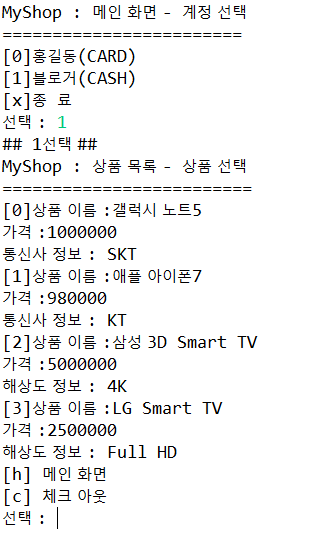 MyShop : 메인 화면 - 계정 선택
=========================
[0]홍길동(CARD)
[1]블로거(CASH)
[x]종 료
선택 : 1
## 1선택 ##
MyShop : 상품 목록 - 상품 선택
==========================
[0]상품 이름 :갤럭시 노트5
가격 :1000000
통신사 정보 : SKT
[1]상품 이름 :애플 아이폰7
가격 :980000
통신사 정보 : KT
[2]상품 이름 :삼성 3D Smart TV
가격 :5000000
해상도 정보 : 4K
[3]상품 이름 :LG Smart TV
가격 :2500000
해상도 정보 : Full HD
[h] 메인 화면
[c] 체크 아웃
선택 :